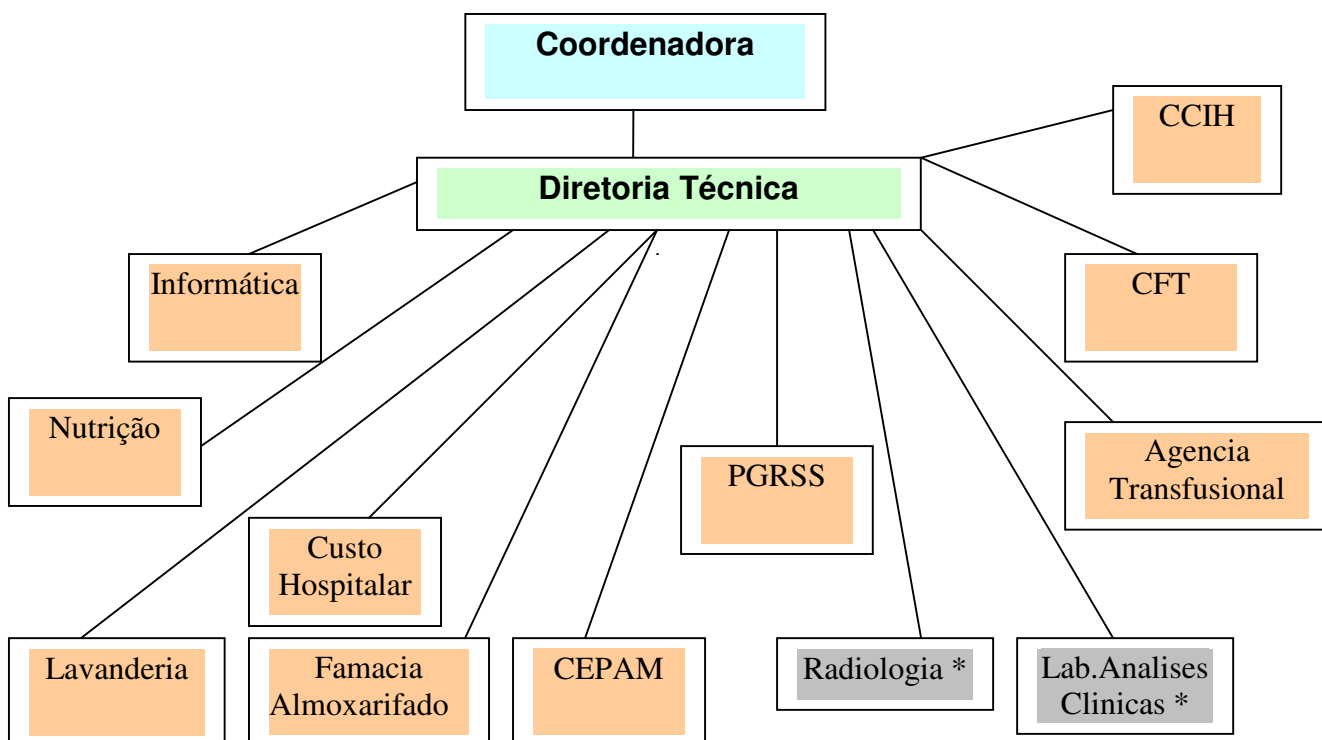 Coordenadora
CCIH
Diretoria Técnica
Informática
CFT
Nutrição
PGRSS
Agencia
Transfusional
Custo
Hospitalar
Lavanderia
Famacia
Almoxarifado
CEPAM
Radiologia *
Lab.Analises
Clinicas *